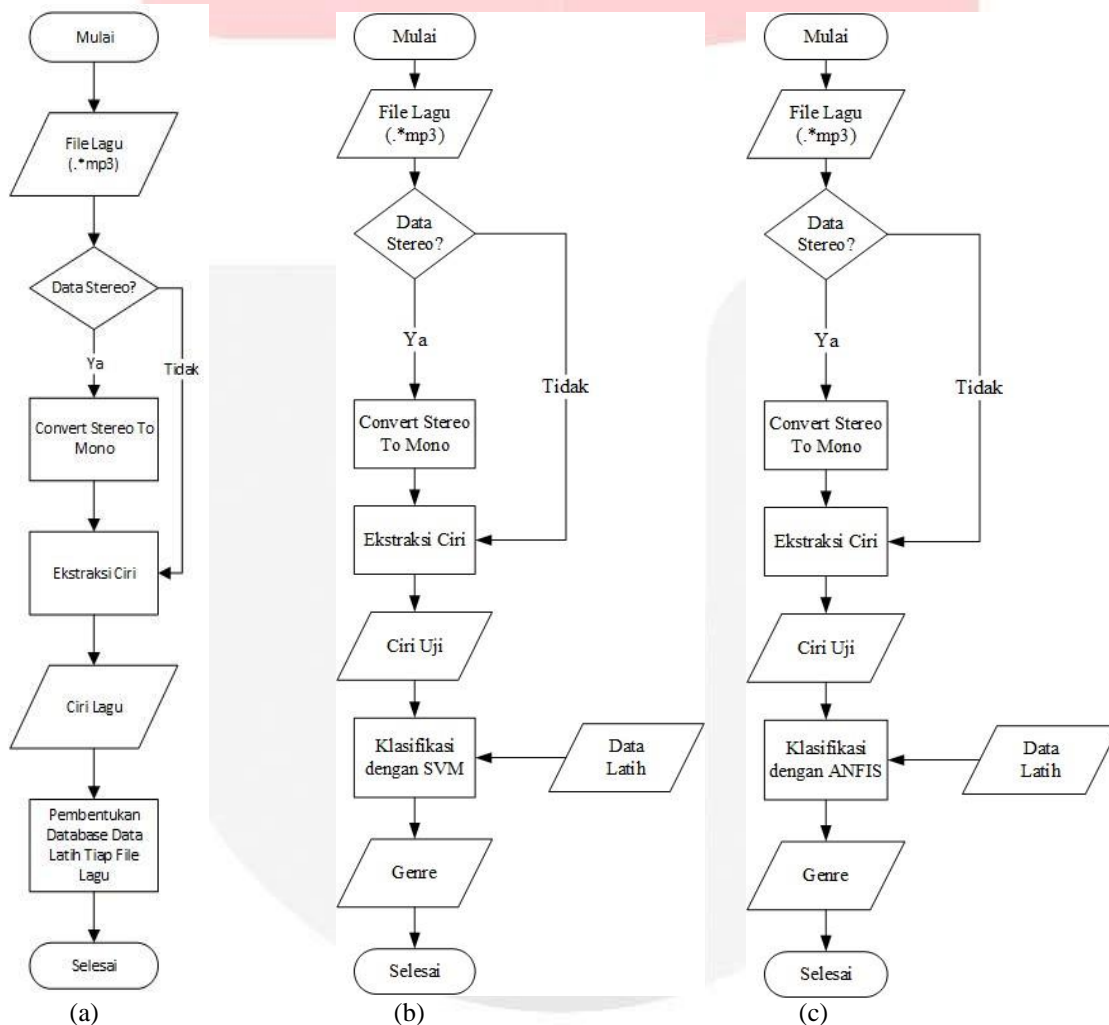 Mulai
File Lagu
(.*mp3)
Data Stereo?
Ya
Tidak
Convert Stereo To
Mono
Ekstraksi Ciri
Ciri Lagu
Pembentukan
Database Data
Latih Tiap File
Lagu
Selesai
(a)
Mulai
File Lagu
(.*mp3)
Data
Stereo?
Ya
Tidak
Convert Stereo
To Mono
Ekstraksi Ciri
Ciri Uji
Klasifikasi
dengan SVM
Data
Latih
Genre
Selesai
(b)
Mulai
File Lagu
(.*mp3)
Data
Stereo?
Ya
Tidak
Convert Stereo
To Mono
Ekstraksi Ciri
Ciri Uji
Klasifikasi
dengan ANFIS
Data
Latih
Genre
Selesai
(c)